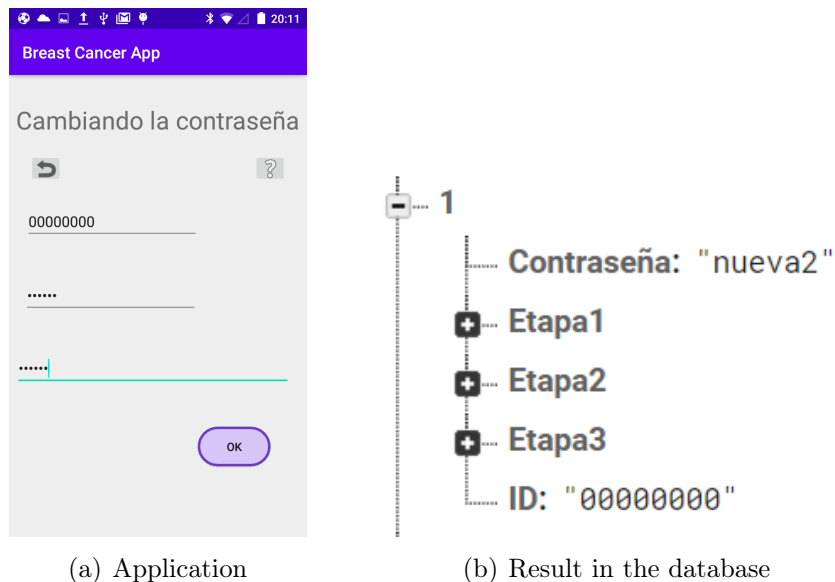 20:11
Breast Cancer App
Cambiando la contraseña
?
00000000
••••••
••••••
OK
(a) Application
1
Contraseña: "nueva2"
Etapa1
Etapa2
Etapa3
ID: "00000000"
(b) Result in the database